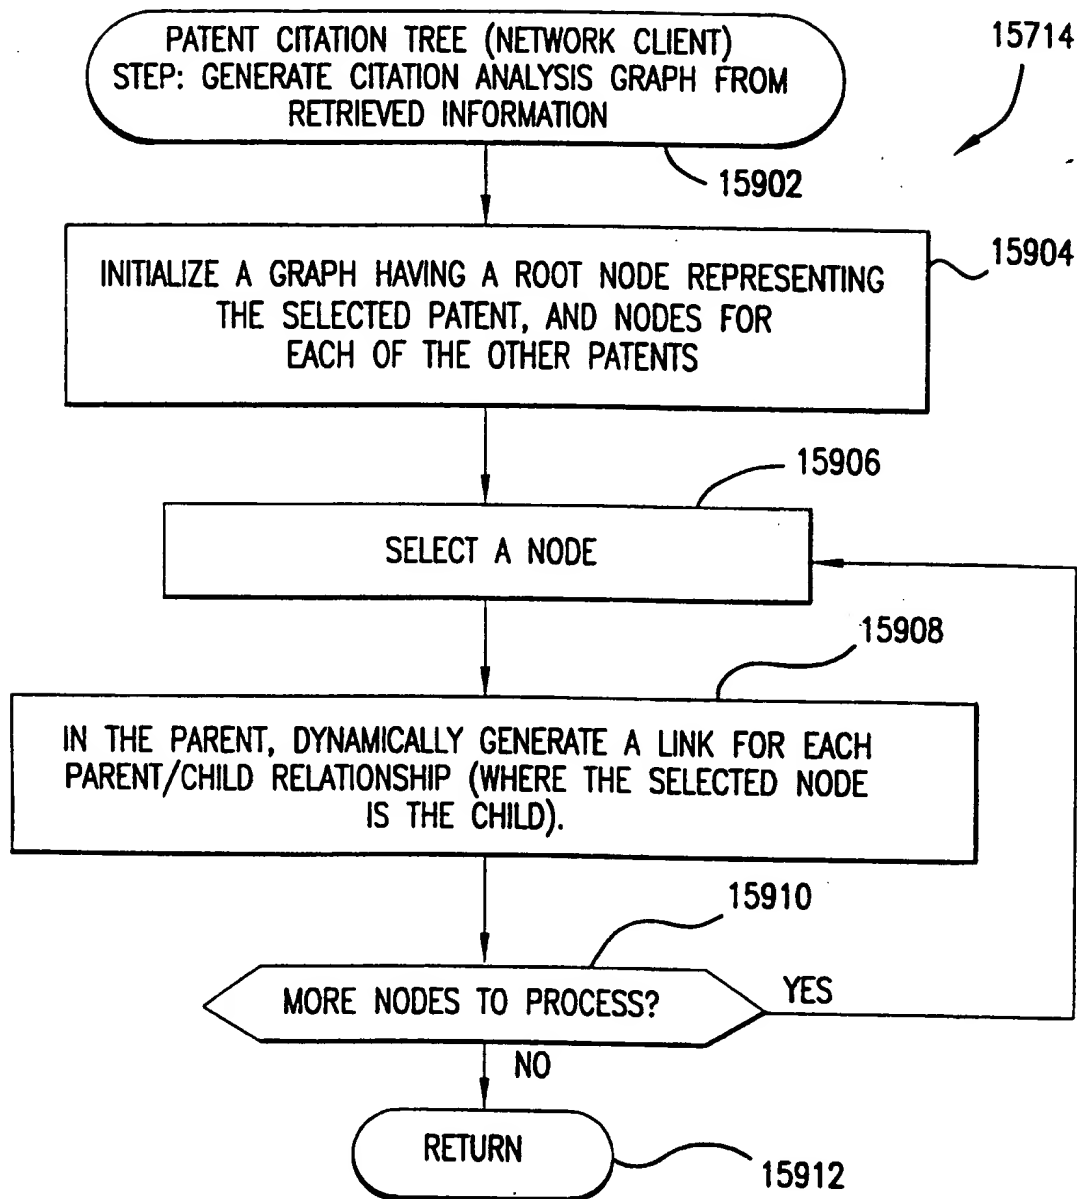 PATENT CITATION TREE (NETWORK CLIENT)
STEP: GENERATE CITATION ANALYSIS GRAPH FROM
RETRIEVED INFORMATION
15714
15902
INITIALIZE A GRAPH HAVING A ROOT NODE REPRESENTING
THE SELECTED PATENT, AND NODES FOR
EACH OF THE OTHER PATENTS
15904
15906
SELECT A NODE
15908
IN THE PARENT, DYNAMICALLY GENERATE A LINK FOR EACH
PARENT/CHILD RELATIONSHIP (WHERE THE SELECTED NODE
IS THE CHILD).
15910
MORE NODES TO PROCESS?
YES
NO
RETURN
15912